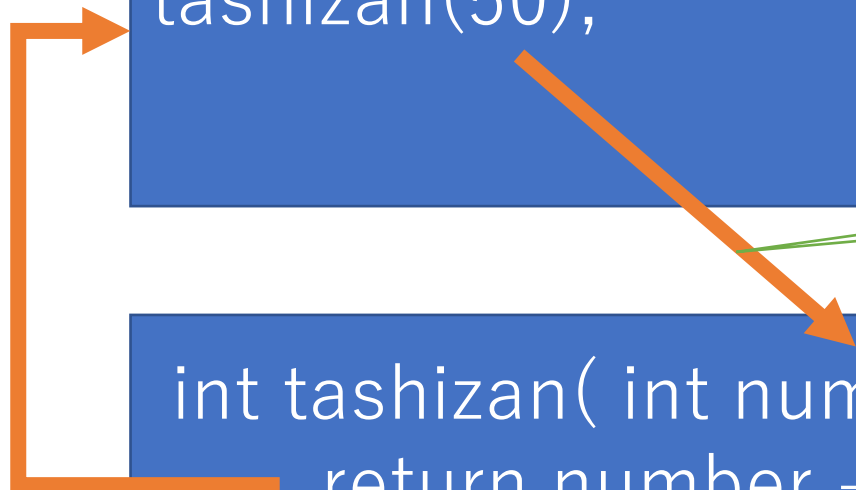 tashizan(50);
int tashizan( int num
return number